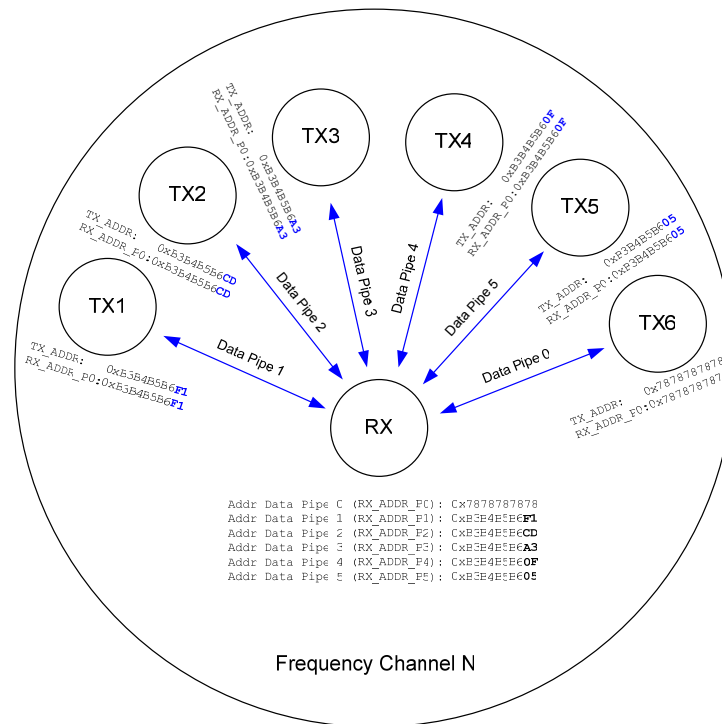 TX3
TX4
TX2
TX5
TX1
TX6
RX
TX_ADDR: 0xB3B4B5B6A3
RX_ADDR_P0:0xB3B4B5B6A3
TX_ADDR: 0xB3B4B5B60F
RX_ADDR_P0:0xB3B4B5B60F
TX_ADDR: 0xB3B4B5B6CD
RX_ADDR_P0:0xB3B4B5B6CD
TX_ADDR: 0xB3B4B5B605
RX_ADDR_P0:0xB3B4B5B605
TX_ADDR: 0xB3B4B5B6F1
RX_ADDR_P0:0xB3B4B5B6F1
TX_ADDR: 0x7878787878
RX_ADDR_P0:0x787878787
Data Pipe 1
Data Pipe 2
Data Pipe 3
Data Pipe 4
Data Pipe 5
Data Pipe 0
Addr Data Pipe 0 (RX_ADDR_P0): 0x7878787878
Addr Data Pipe 1 (RX_ADDR_P1): 0xB3B4B5B6F1
Addr Data Pipe 2 (RX_ADDR_P2): 0xB3B4B5B6CD
Addr Data Pipe 3 (RX_ADDR_P3): 0xB3B4B5B6A3
Addr Data Pipe 4 (RX_ADDR_P4): 0xB3B4B5B60F
Addr Data Pipe 5 (RX_ADDR_P5): 0xB3B4B5B605
Frequency Channel N